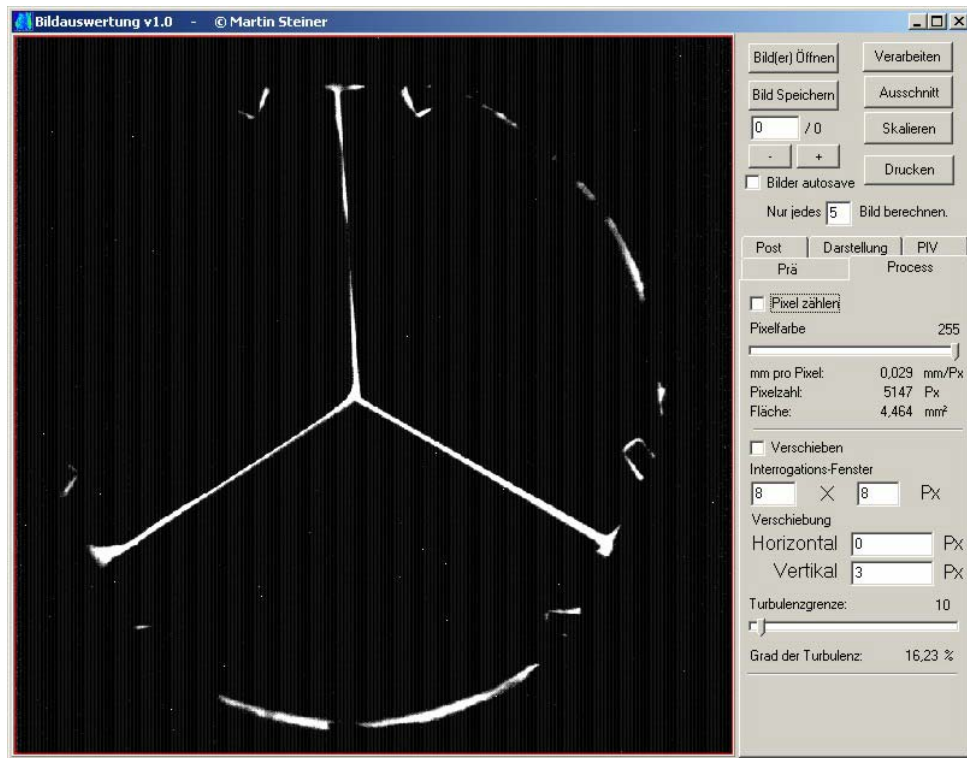 Bildauswertung v1.0 - © Martin Steiner
Bild(er) Öffnen Verarbeiten
Bild Speichern Ausschnitt
0 / 0 Skalieren
- +
Drucken
Bilder autosave
Nur jedes 5 Bild berechnen.
Post Darstellung PIV
Prä Process
Pixel zählen
Pixelfarbe 255
mm pro Pixel: 0,029 mm/Px
Pixelzahl: 5147 Px
Fläche: 4,464 mm²
Verschieben
Interrogations-Fenster
8 X 8 Px
Verschiebung
Horizontal 0 Px
Vertikal 3 Px
Turbulenzgrenze: 10
Grad der Turbulenz: 16,23 %